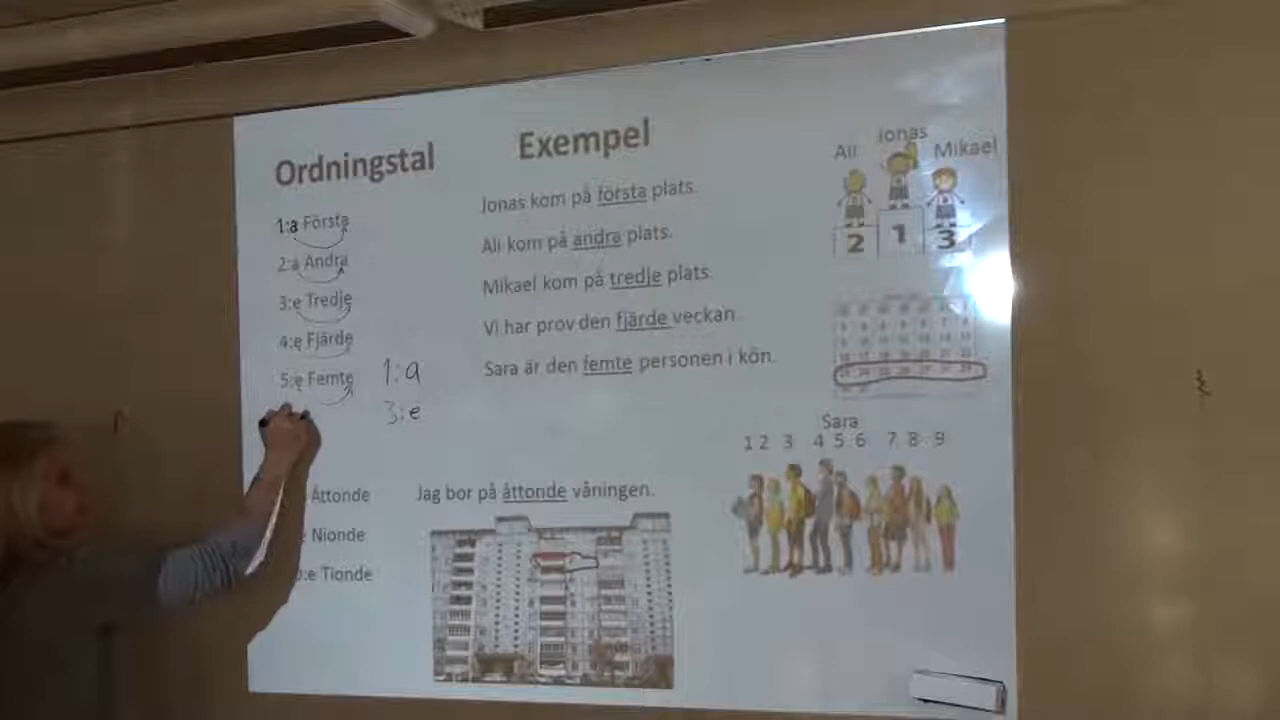 Ordningstal
Exempel
1:a Första
2:a Andra
3:e Tredje
4:e Fjärde
5:e Femte
1:a
3:e
Åttonde
Nionde
:e Tionde
Jonas kom på första plats.
Ali kom på andra plats.
Mikael kom på tredje plats.
Vi har prov den fjärde veckan.
Sara är den femte personen i kön.
Jag bor på åttonde våningen.
Ali Jonas Mikael
2 1 3
Sara
1 2 3 4 5 6 7 8 9